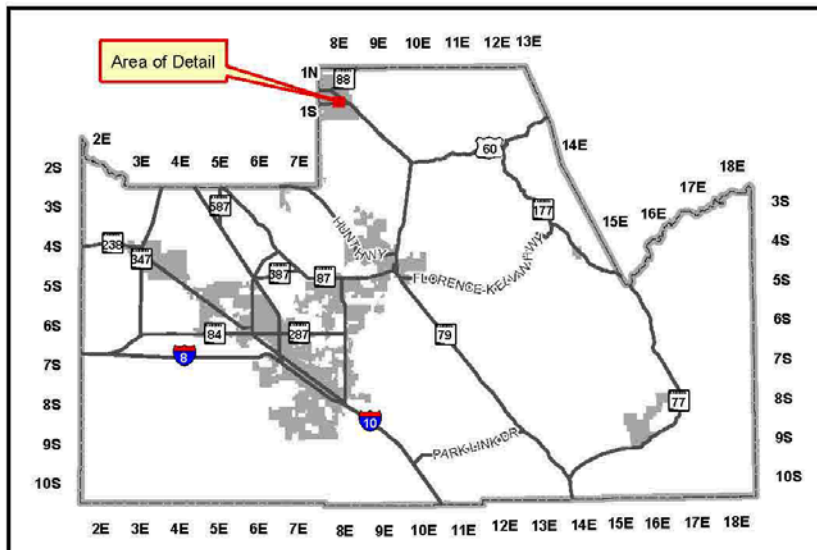 8E 9E 10E 11E 12E 13E
Area of Detail
1N
88
1S
2E
3E 4E 5E 6E 7E
60
14E
2S
18E
17E
16E
15E
177
587
3S
3S
HUNT HWY
4S
238
347
4S
387
87
FLORENCE-KELVIN HWY
5S
5S
6S
84
287
79
6S
7S
8
7S
8S
77
8S
9S
10
PARK LINK DR
9S
10S
10S
2E 3E 4E 5E 6E 7E 8E 9E 10E 11E 12E 13E 14E 15E 16E 17E 18E